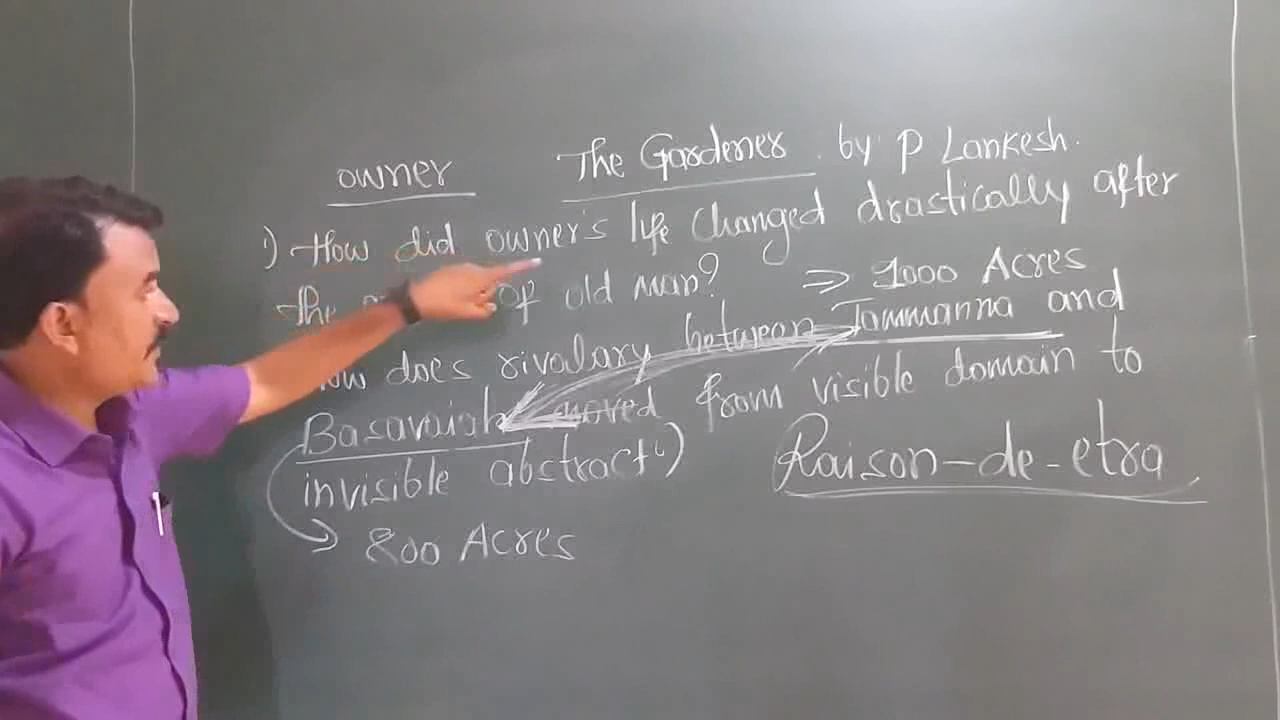 owner The Gardener by P Lankesh.
1) How did owner's life changed drastically after
the of old man? ⇒ 1000 Acres
does rivalary between Tammanna and
Basavaiah moved from visible domain to
invisible abstract)
Raison-de-etra
800 Acres